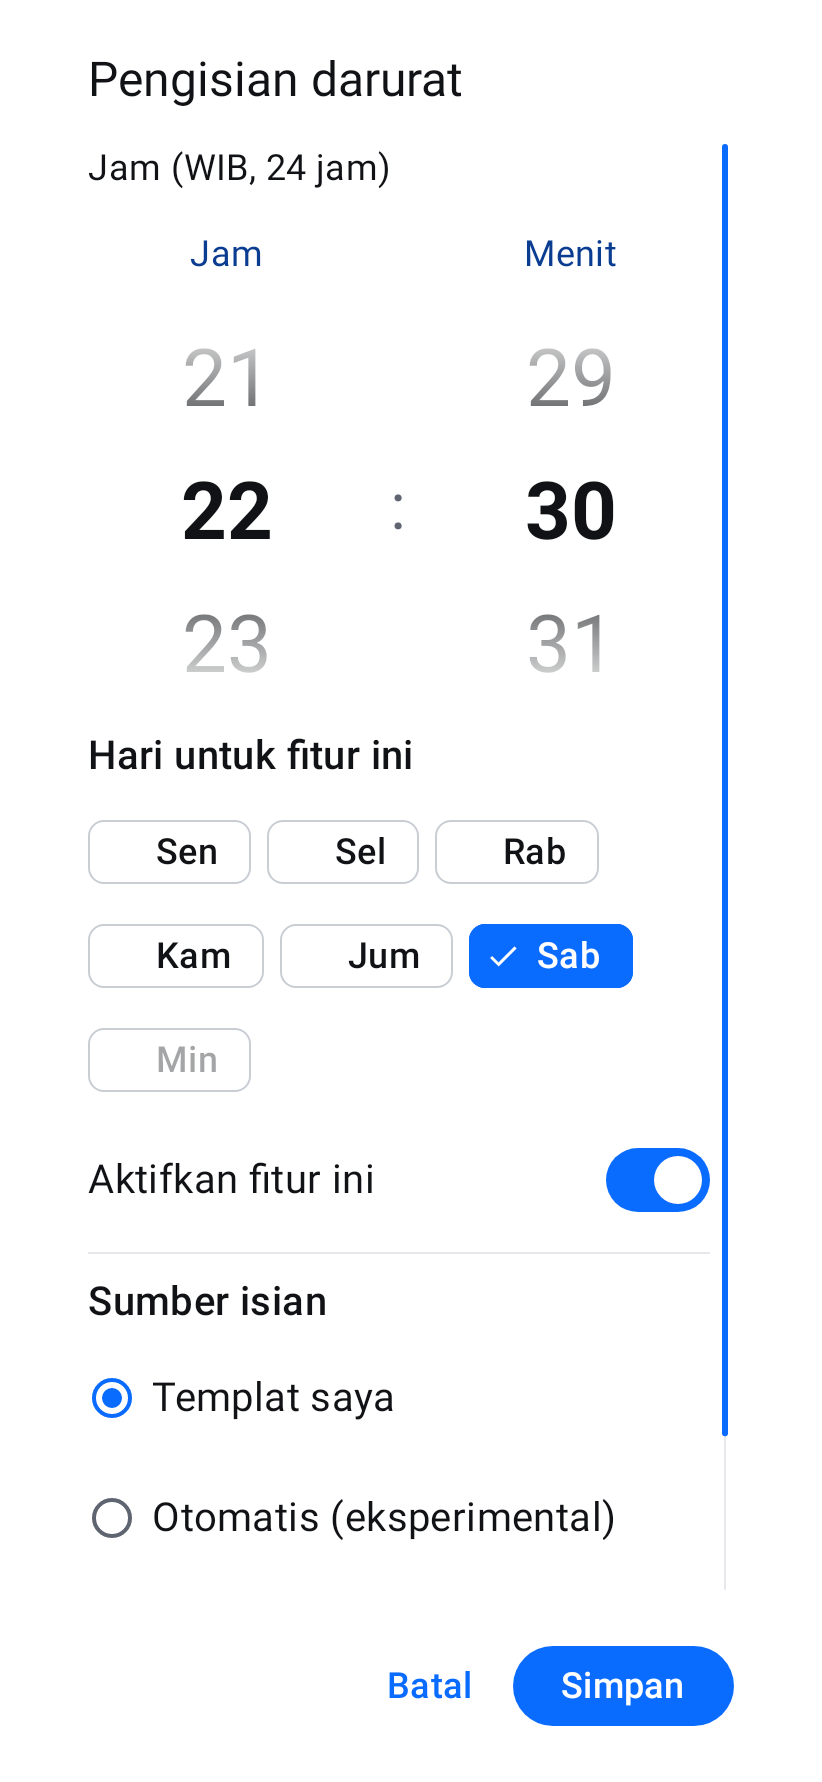 Pengisian darurat
Jam (WIB, 24 jam)
Jam Menit
21 29
22 : 30
23 31
Hari untuk fitur ini
Sen Sel Rab
Kam Jum Sab
Min
Aktifkan fitur ini
Sumber isian
Templat saya
Otomatis (eksperimental)
Batal Simpan